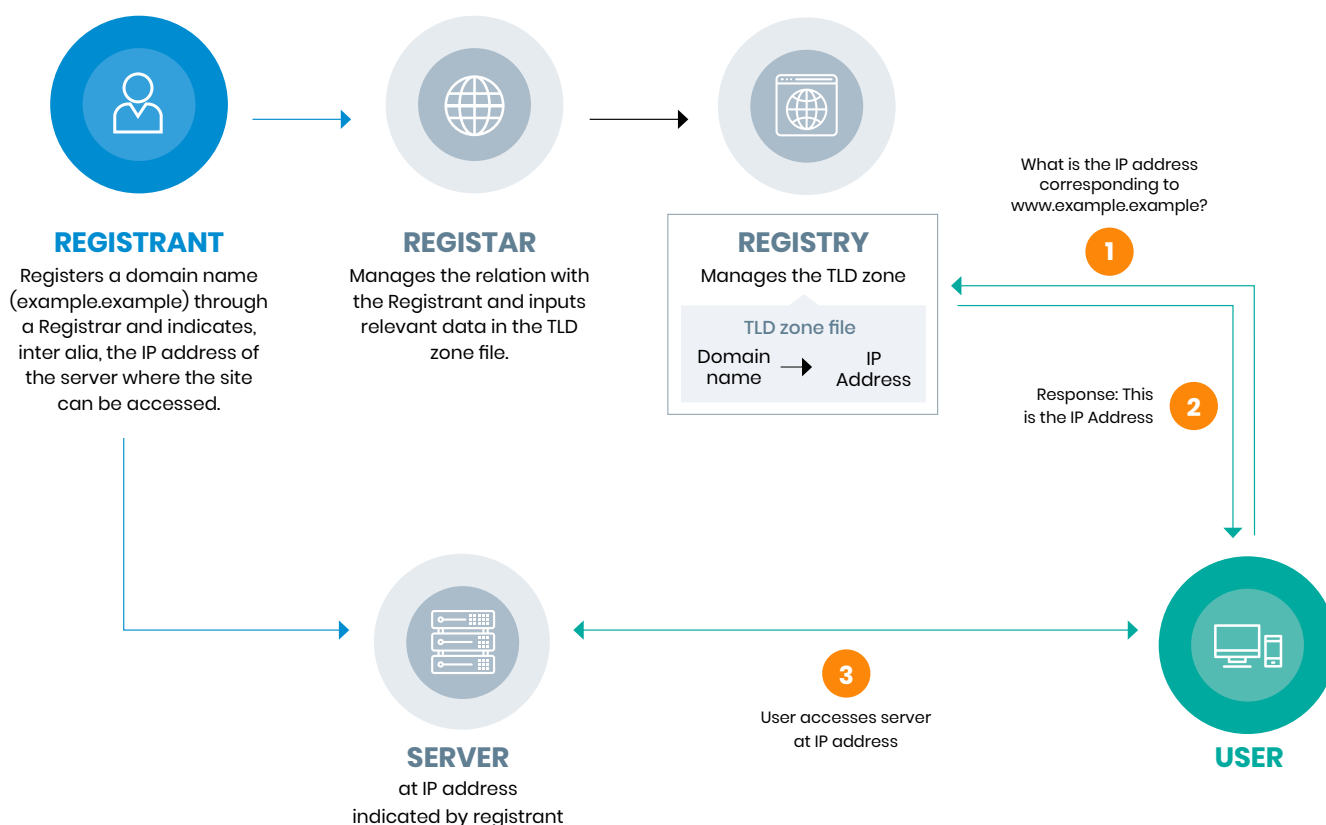 REGISTRANT
Registers a domain name
(example.example) through
a Registrar and indicates,
inter alia, the IP address of
the server where the site
can be accessed.
REGISTAR
Manages the relation with
the Registrant and inputs
relevant data in the TLD
zone file.
REGISTRY
Manages the TLD zone
TLD zone file
Domain
name
IP
Address
What is the IP address
corresponding to
www.example.example?
1
Response: This
is the IP Address
2
3
User accesses server
at IP address
SERVER
at IP address
indicated by registrant
USER